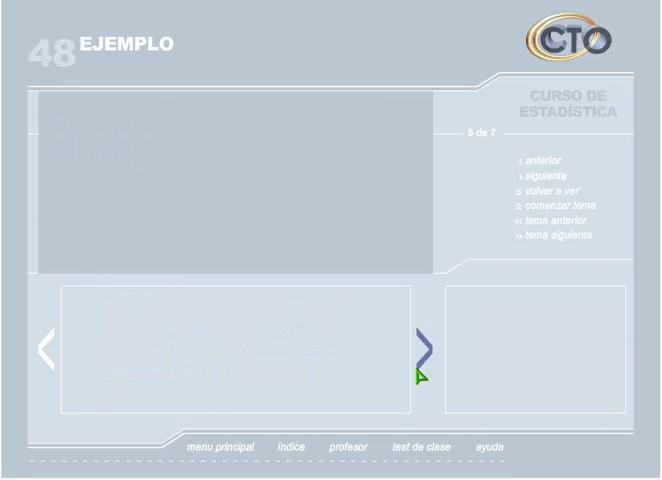 48 EJEMPLO
CTO
CURSO DE
ESTADÍSTICA
6 de 7
‹ anterior
› siguiente
volver a ver
comenzar tema
‹‹ tema anterior
›› tema siguiente
menu principal índice profesor test de clase ayuda